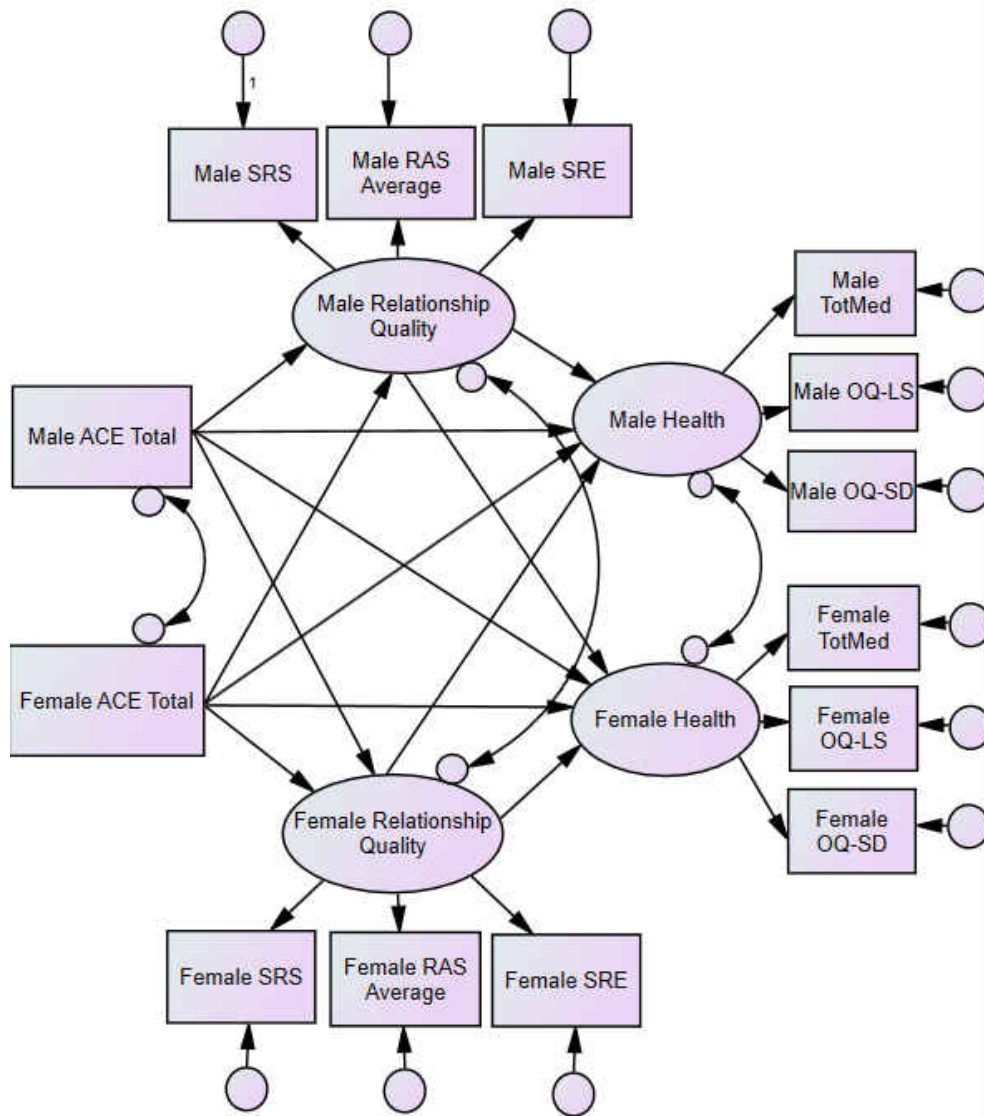 1
Male SRS
Male RAS
Average
Male SRE
Male Relationship
Quality
Male
TotMed
Male OQ-LS
Male ACE Total
Male Health
Male OQ-SD
Female
TotMed
Female ACE Total
Female Health
Female
OQ-LS
Female Relationship
Quality
Female
OQ-SD
Female SRS
Female RAS
Average
Female SRE